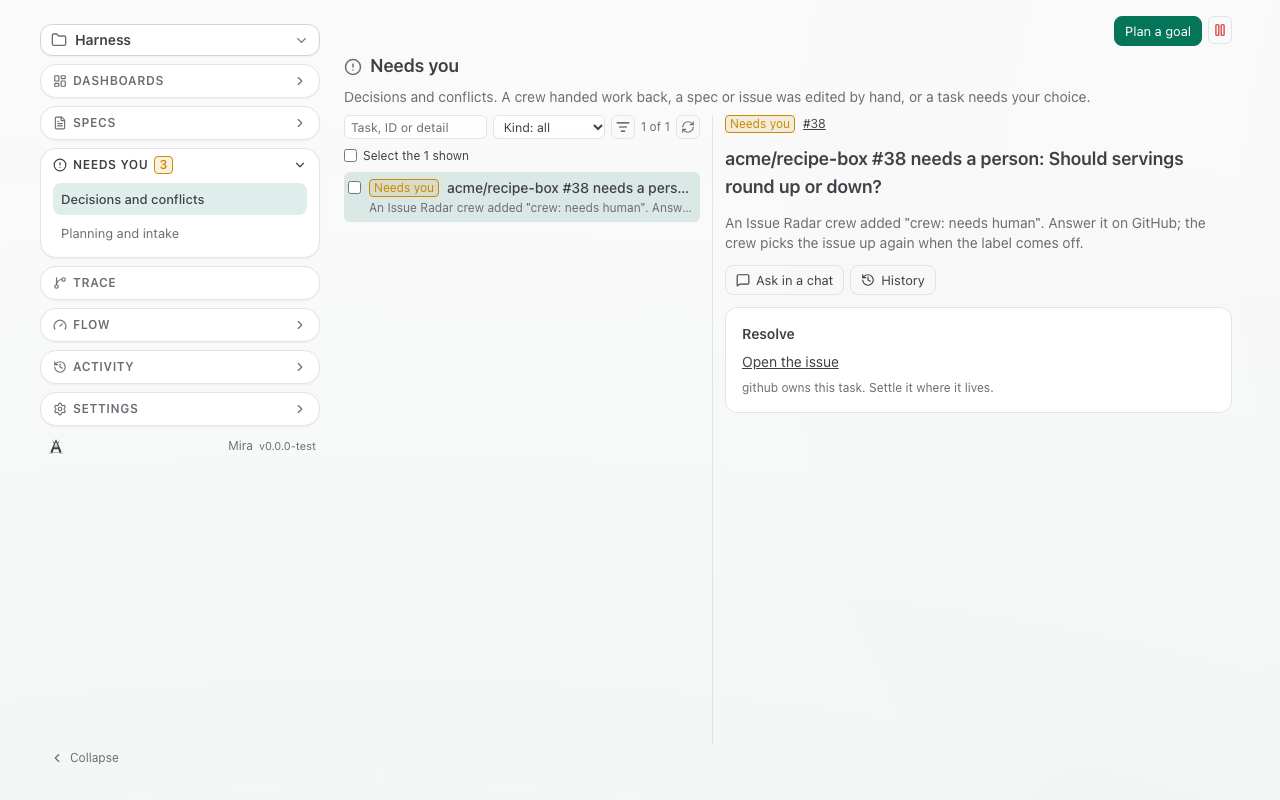 Harness
DASHBOARDS
SPECS
NEEDS YOU 3
Decisions and conflicts
Planning and intake
TRACE
FLOW
ACTIVITY
SETTINGS
Mira v0.0.0-test
Collapse
Plan a goal
Needs you
Decisions and conflicts. A crew handed work back, a spec or issue was edited by hand, or a task needs your choice.
Task, ID or detail Kind: all 1 of 1
Select the 1 shown
Needs you acme/recipe-box #38 needs a pers...
An Issue Radar crew added "crew: needs human". Answ...
Needs you #38
acme/recipe-box #38 needs a person: Should servings
round up or down?
An Issue Radar crew added "crew: needs human". Answer it on GitHub; the
crew picks the issue up again when the label comes off.
Ask in a chat History
Resolve
Open the issue
github owns this task. Settle it where it lives.